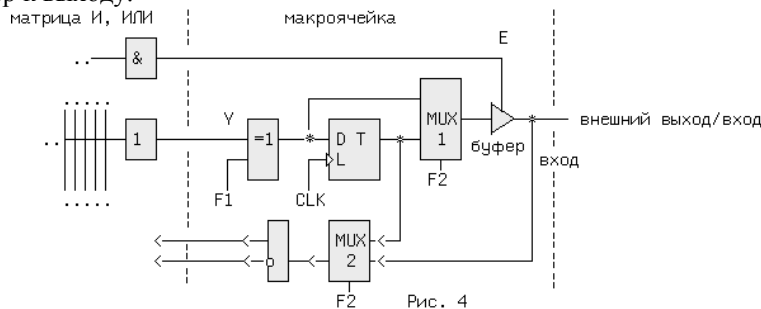 р к Выходу.
матрица И, ИЛИ макроячейка
E
.. &
..... Y MUX внешний выход/вход
.. 1 =1 D T 1 буфер
L вход
..... F1 CLK F2
MUX
2
F2 Рис. 4